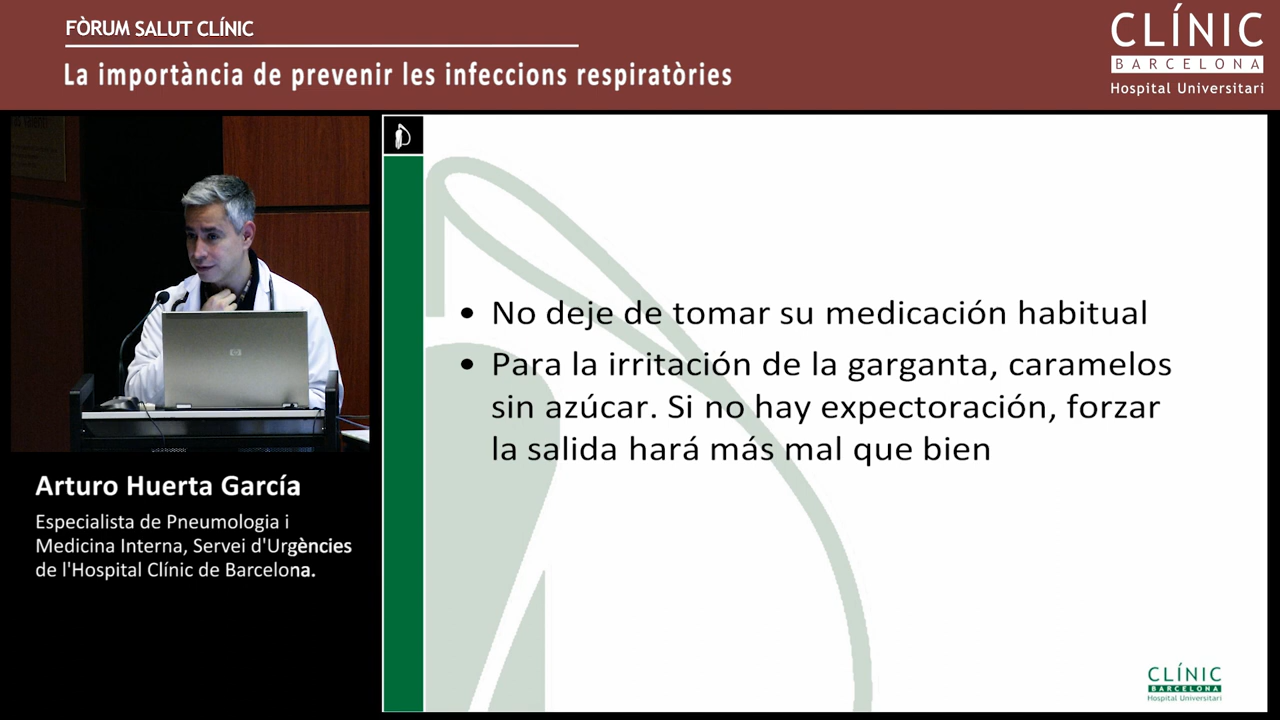 FÒRUM SALUT CLÍNIC
La importància de prevenir les infeccions respiratòries
CLÍNIC
BARCELONA
Hospital Universitari
• No deje de tomar su medicación habitual
• Para la irritación de la garganta, caramelos
sin azúcar. Si no hay expectoración, forzar
la salida hará más mal que bien
Arturo Huerta García
Especialista de Pneumologia i
Medicina Interna, Servei d'Urgències
de l'Hospital Clínic de Barcelona.
CLÍNIC
BARCELONA
Hospital Universitari